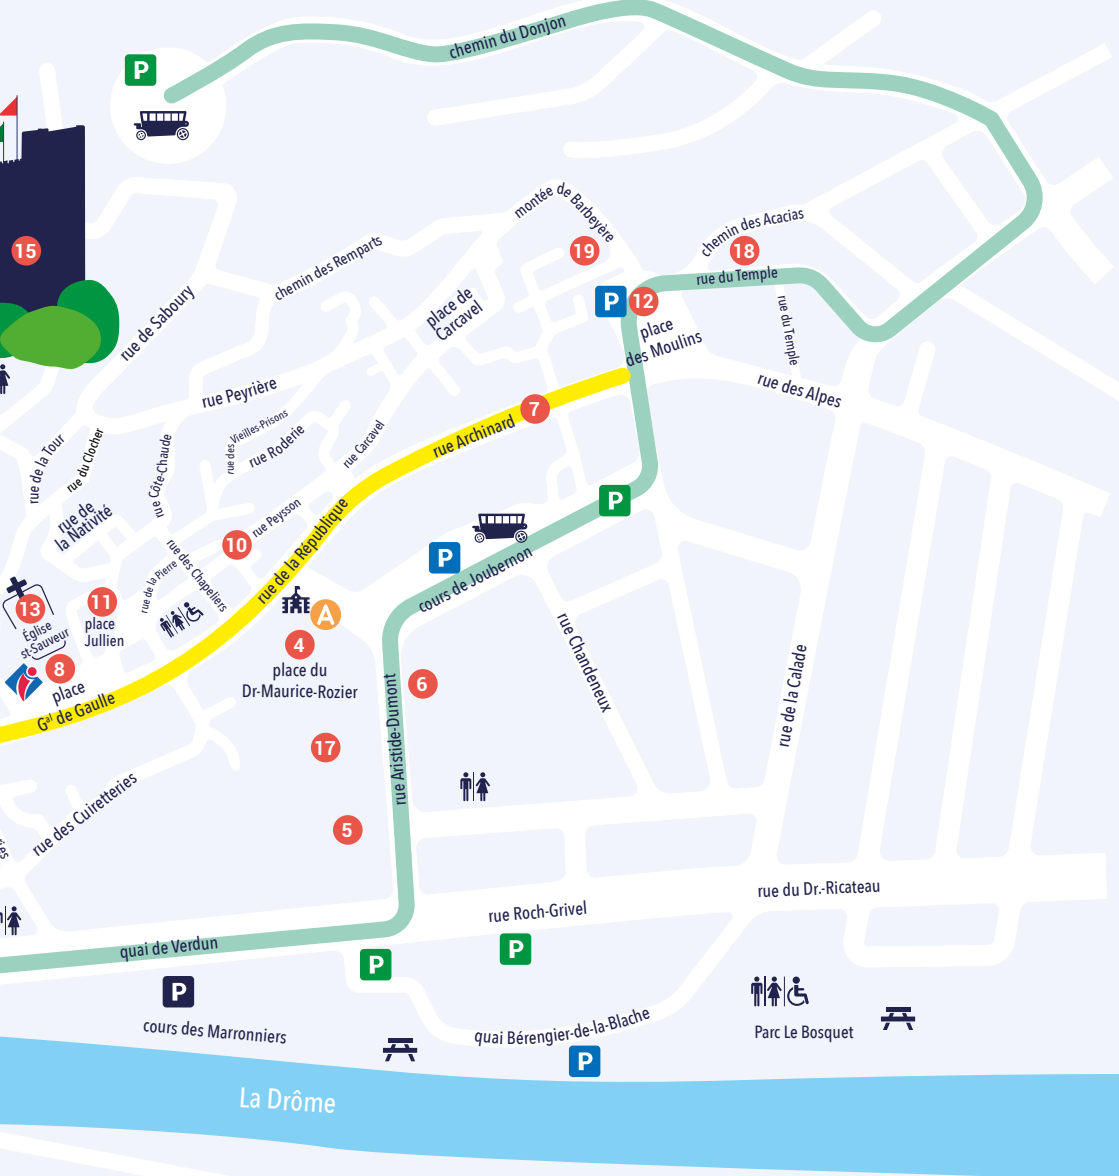 chemin du Donjon
P
15
montée de Barbeyère
chemin des Acacias
18
19
chemin des Remparts
rue du Temple
P
12
place
des Moulins
rue du Temple
place de
Carcavel
rue de Saboury
rue Peyrière
rue des Alpes
7
rue Archinard
rue des Vieilles-Prisons
rue Roderie
rue Carcavel
rue de la Tour
rue du Clocher
rue Côte-Chaude
rue de
la Nativité
P
rue Peysson
10
P
rue de la République
rue des Chapeliers
rue de la Pierre
cours de Joubernon
13
Église
st-Sauveur
11
place
Jullien
A
4
place du
Dr-Maurice-Rozier
rue Chandeneux
8
place
Gal de Gaulle
6
rue Aristide-Dumont
rue de la Calade
17
rue des Cuiretteries
5
rue du Dr.-Ricateau
rue Roch-Grivel
quai de Verdun
P
P
P
cours des Marronniers
quai Bérengier-de-la-Blache
Parc Le Bosquet
P
La Drôme